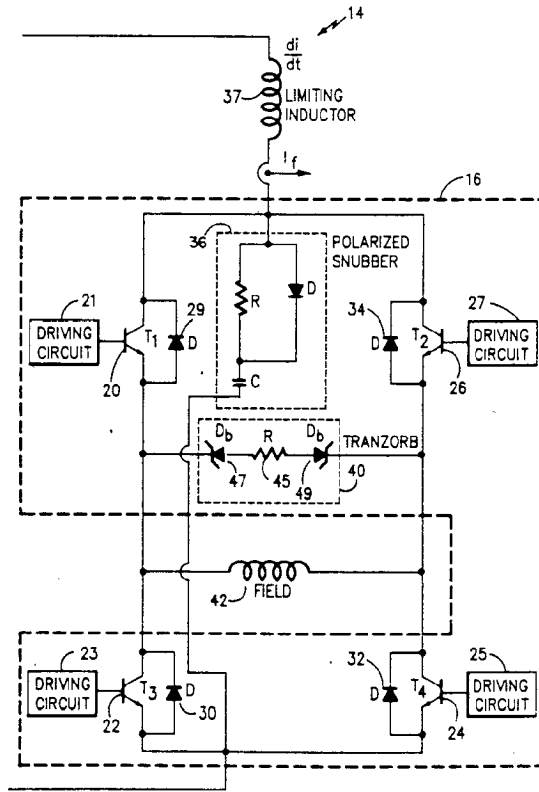 14
di
dt
37
LIMITING
INDUCTOR
I f
16
36
POLARIZED
SNUBBER
R
D
C
21
DRIVING
CIRCUIT
T1
20
29
D
34
D
T2
26
27
DRIVING
CIRCUIT
Db
R
Db
TRANZORB
47
45
49
40
42
FIELD
23
DRIVING
CIRCUIT
T3
22
D
30
32
D
T4
24
25
DRIVING
CIRCUIT